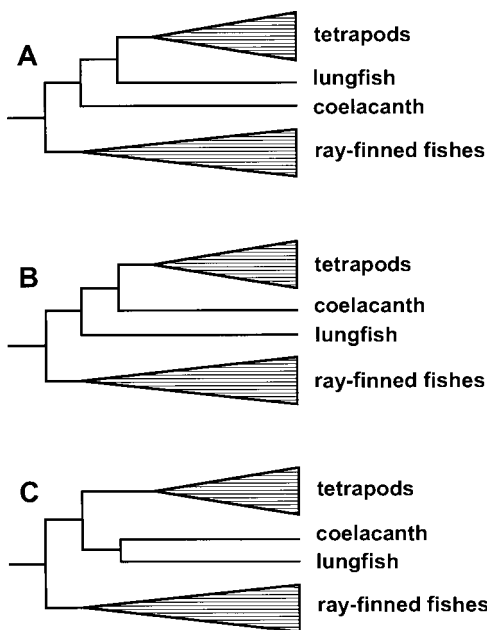 A
tetrapods
lungfish
coelacanth
ray-finned fishes
B
tetrapods
coelacanth
lungfish
ray-finned fishes
C
tetrapods
coelacanth
lungfish
ray-finned fishes